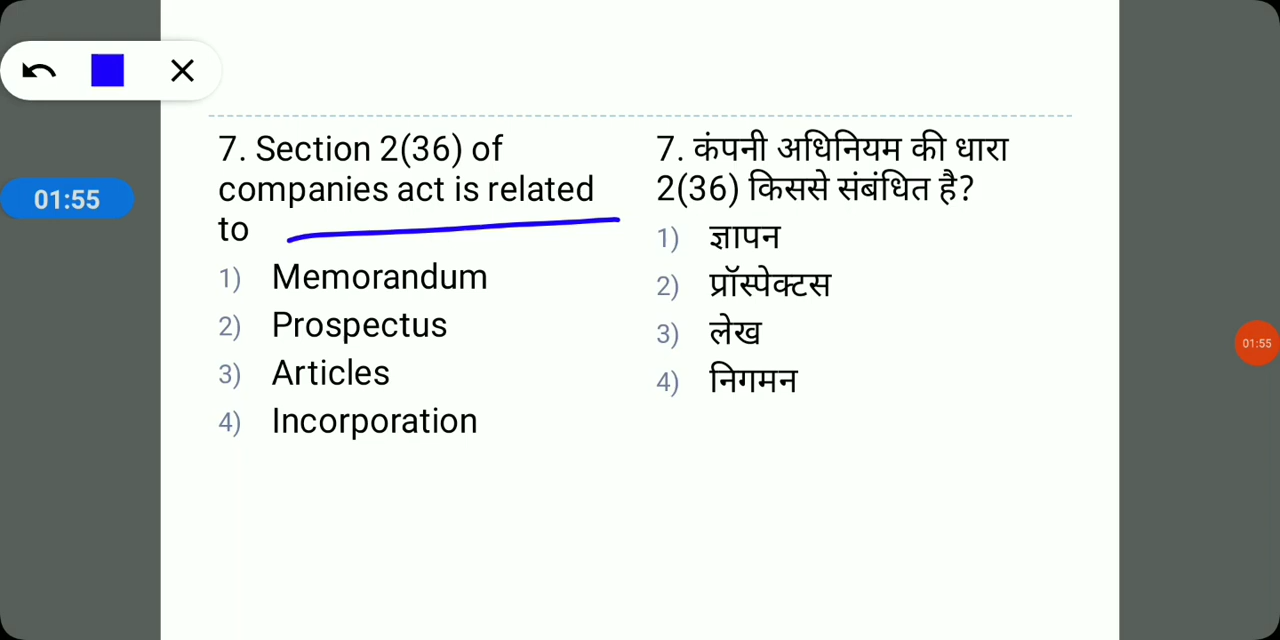 01:55
7. Section 2(36) of
companies act is related
to
1) Memorandum
2) Prospectus
3) Articles
4) Incorporation
7. कंपनी अधिनियम की धारा
2(36) किससे संबंधित है?
1) ज्ञापन
2) प्रॉस्पेक्टस
3) लेख
4) निगमन
01:55